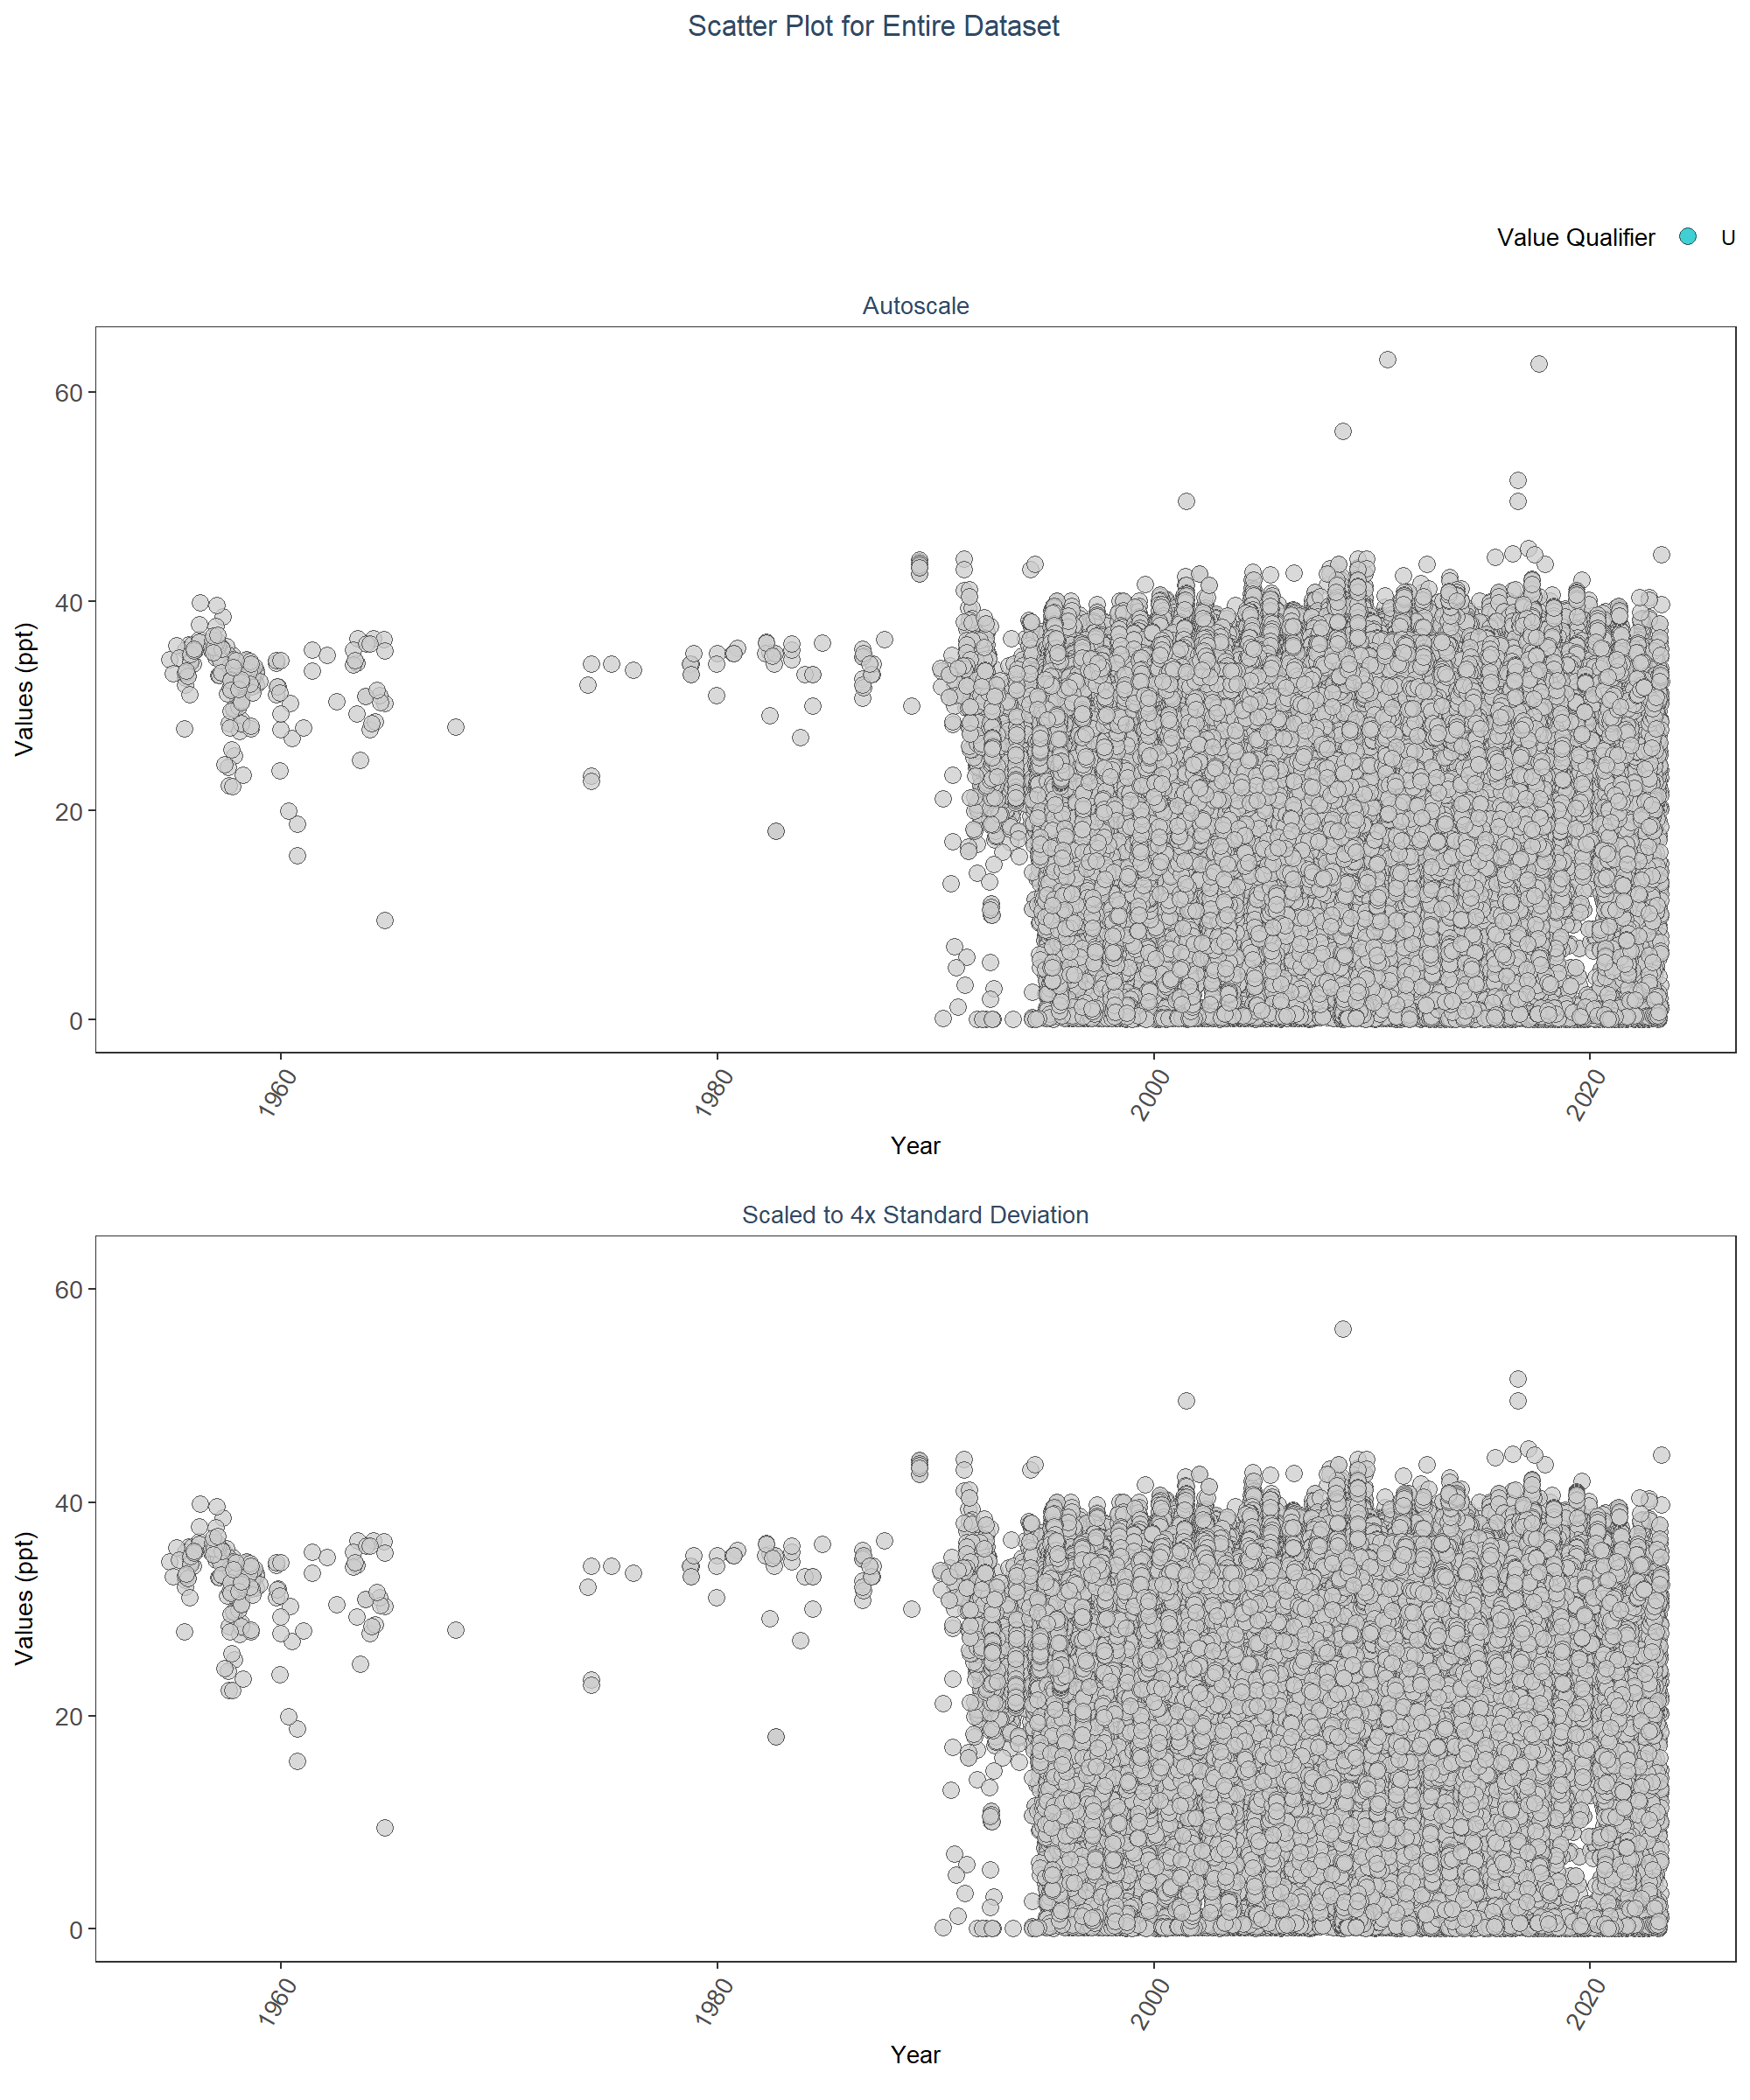 Scatter Plot for Entire Dataset
Value Qualifier U
Autoscale
60
40
20
0
Values (ppt)
1960 1980 2000 2020
Year
Scaled to 4x Standard Deviation
60
40
20
0
Values (ppt)
1960 1980 2000 2020
Year